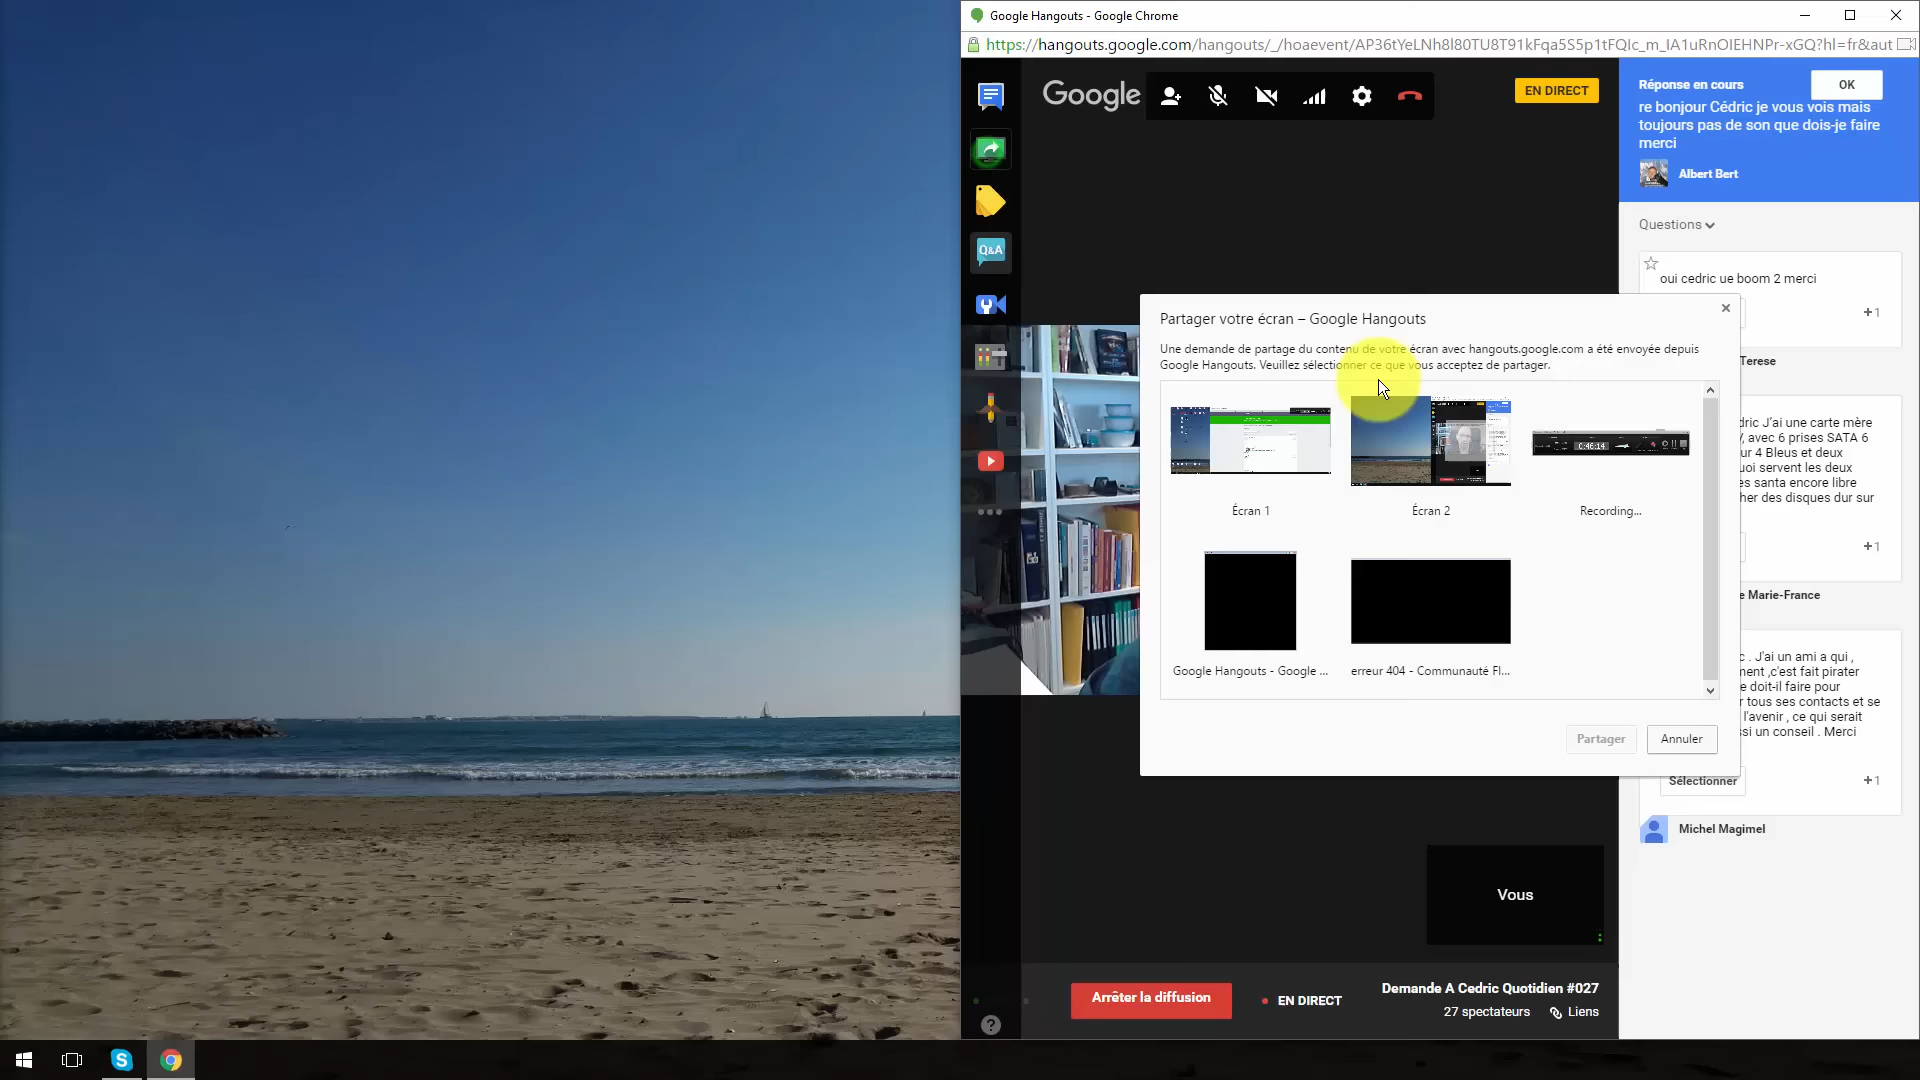 Google Hangouts - Google Chrome
https://hangouts.google.com/hangouts/_/hoaevent/AP36tYeLNh8l80TU8T91kFqa5S5p1tFQIc_m_IA1uRnOIEHNPr-xGQ?hl=fr&aut
Google
EN DIRECT
Réponse en cours
OK
re bonjour Cédric je vous vois mais
toujours pas de son que dois-je faire
merci
Albert Bert
Q&A
Questions
oui cedric ue boom 2 merci
+1
Terese
Partager votre écran – Google Hangouts
Une demande de partage du contenu de votre écran avec hangouts.google.com a été envoyée depuis
Google Hangouts. Veuillez sélectionner ce que vous acceptez de partager.
0:46:14
Écran 1
Écran 2
Recording...
Google Hangouts - Google ...
erreur 404 - Communauté Fl...
Partager
Annuler
dric J'ai une carte mère
, avec 6 prises SATA 6
ur 4 Bleus et deux
uoi servent les deux
es santa encore libre
her des disques dur sur
+1
e Marie-France
c . J'ai un ami a qui ,
ment ,c'est fait pirater
e doit-il faire pour
r tous ses contacts et se
l'avenir , ce qui serait
si un conseil . Merci
Sélectionner
+1
Michel Magimel
Vous
Arrêter la diffusion
EN DIRECT
Demande A Cedric Quotidien #027
27 spectateurs
Liens
?